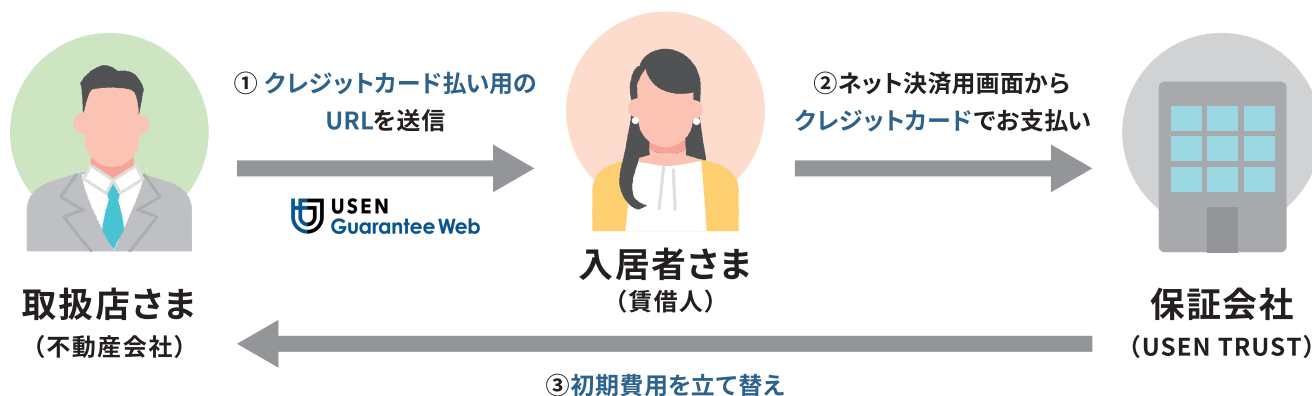 ① クレジットカード払い用の
URLを送信
USEN
Guarantee Web
②ネット決済用画面から
クレジットカードでお支払い
取扱店さま
（不動産会社）
入居者さま
（賃借人）
保証会社
（USEN TRUST）
③初期費用を立て替え